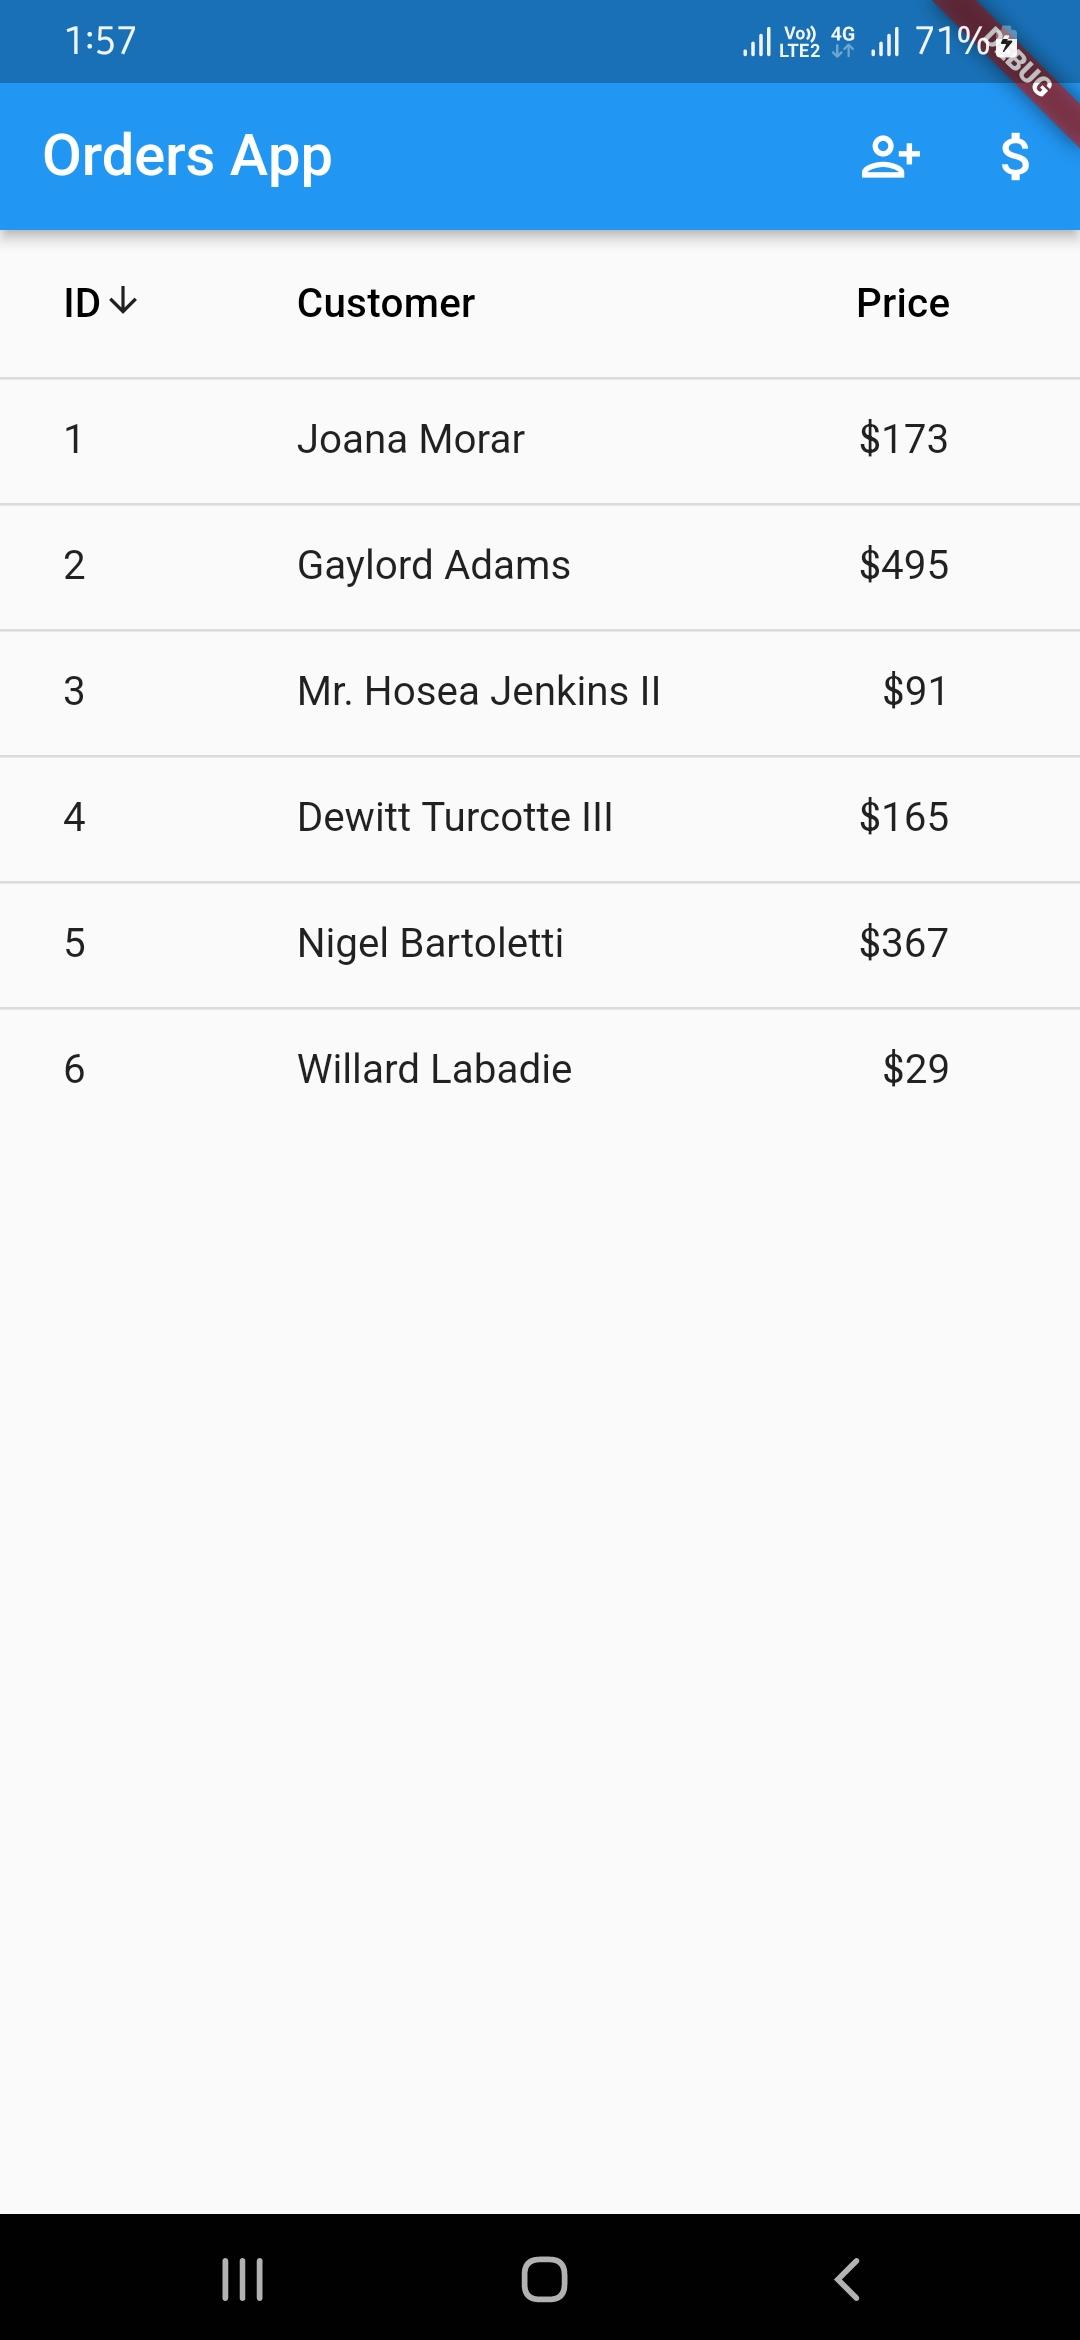 1:57 Vo)) LTE2 4G 71% DEBUG
Orders App $
ID Customer Price
1 Joana Morar $173
2 Gaylord Adams $495
3 Mr. Hosea Jenkins II $91
4 Dewitt Turcotte III $165
5 Nigel Bartoletti $367
6 Willard Labadie $29